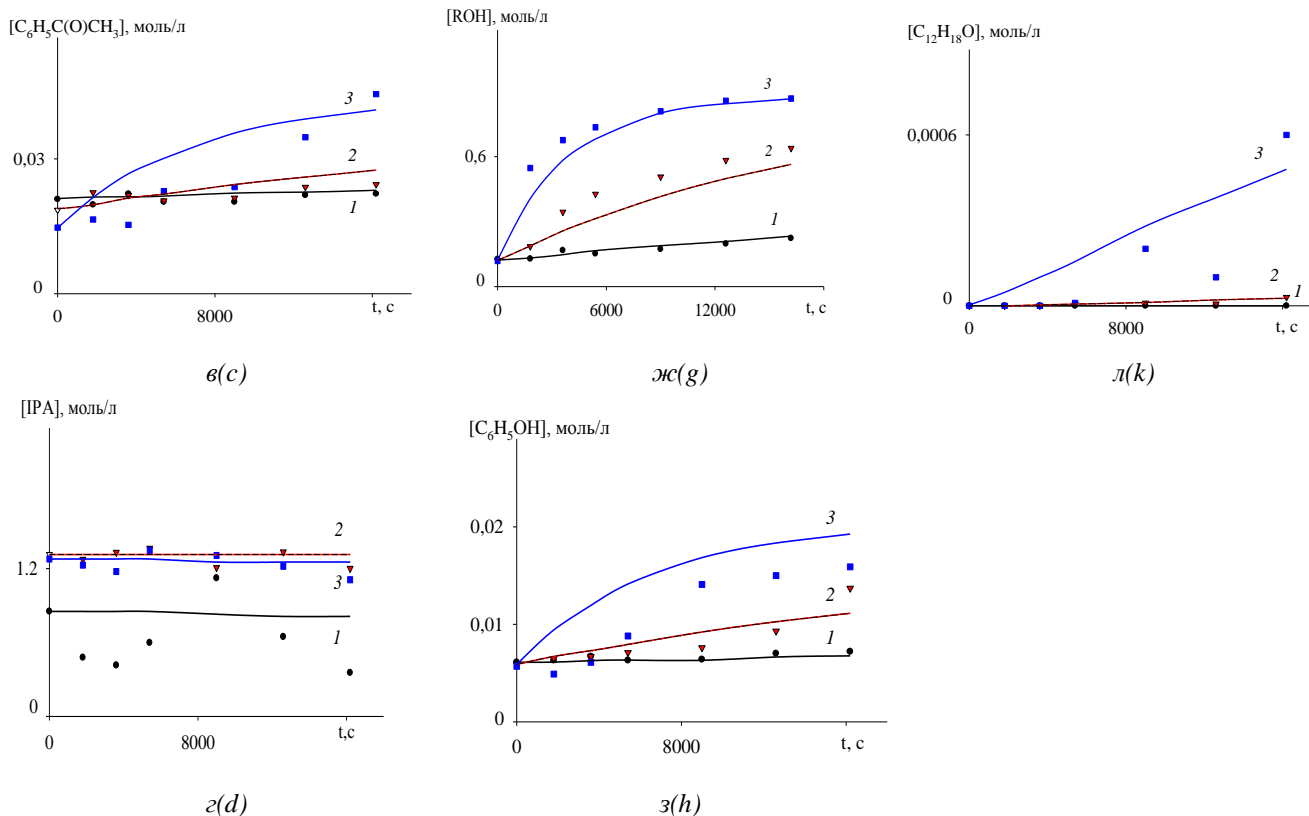 [C₆H₅C(O)CH₃], моль/л
3
0,03
2
1
0
t, с
0
8000
в(c)
[ROH], моль/л
3
0,6
2
1
0
t, с
0
6000
12000
ж(g)
[C₁₂H₁₈O], моль/л
0,0006
3
2
1
0
0
8000
t, с
л(k)
[IPA], моль/л
2
1.2
3
1
0
t,с
0
8000
г(d)
[C₆H₅OH], моль/л
3
0,02
2
0,01
1
0
t, с
0
8000
з(h)